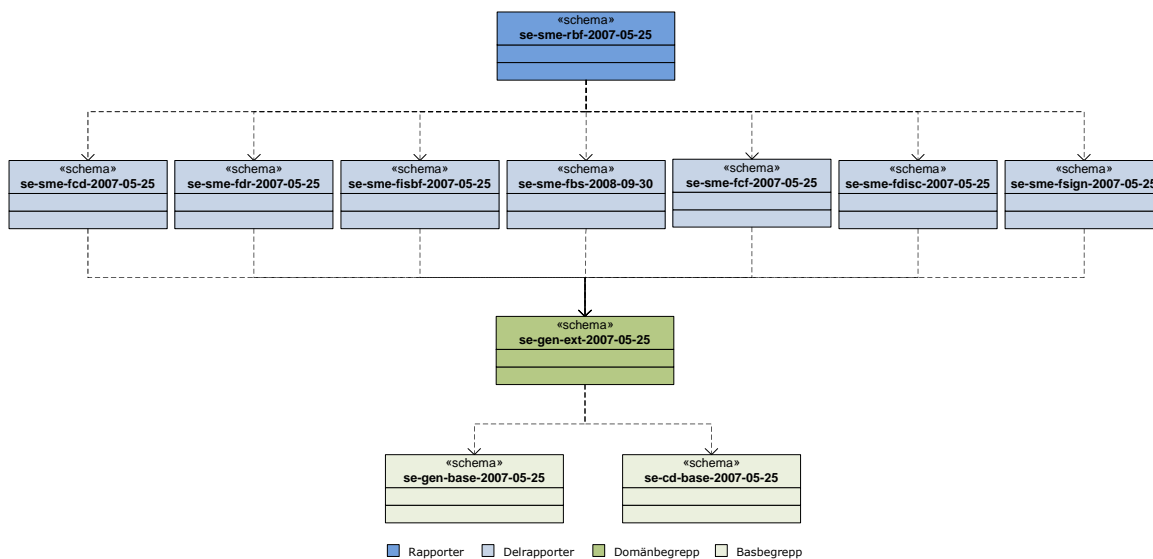 «schema»
se-sme-rbf-2007-05-25
«schema»
se-sme-fcd-2007-05-25
«schema»
se-sme-fdr-2007-05-25
«schema»
se-sme-fisbf-2007-05-25
«schema»
se-sme-fbs-2008-09-30
«schema»
se-sme-fcf-2007-05-25
«schema»
se-sme-fdisc-2007-05-25
«schema»
se-sme-fsign-2007-05-25
«schema»
se-gen-ext-2007-05-25
«schema»
se-gen-base-2007-05-25
«schema»
se-cd-base-2007-05-25
Rapporter Delrapporter Domänbegrepp Basbegrepp